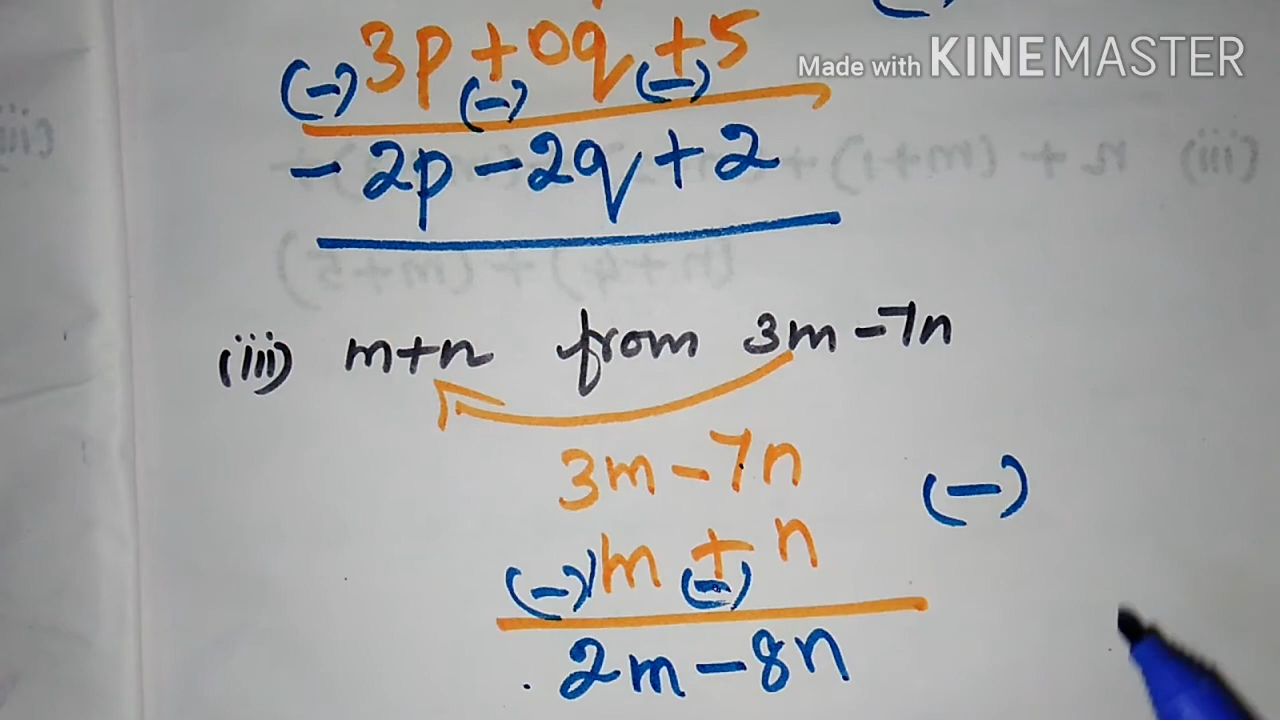 3p+0q+5
Made with KINEMASTER
(-) (-) (-)
-2p-2q+2
(iii) m+n from 3m-7n
3m-7n
(-)
m+n
(-) (-)
2m-8n